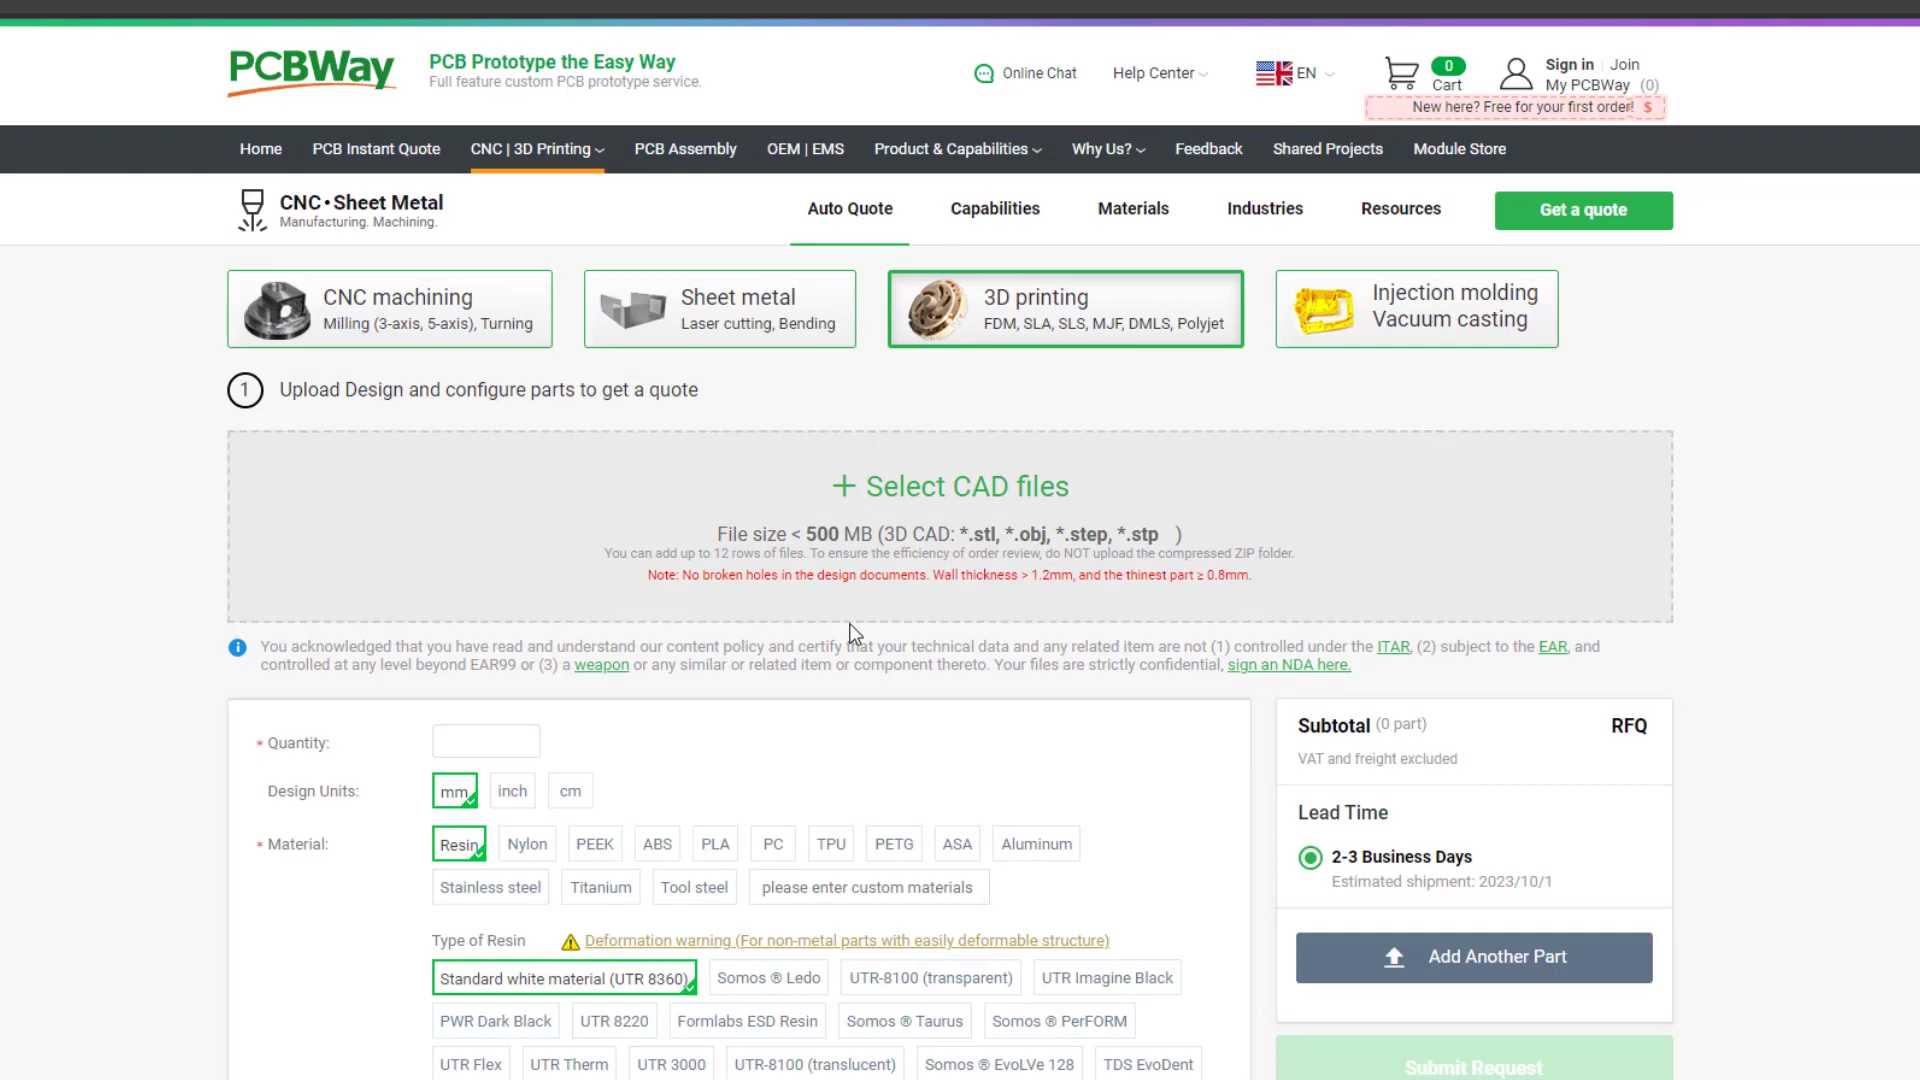 PCBWay
PCB Prototype the Easy Way
Full feature custom PCB prototype service.
Online Chat
Help Center
EN
0
Cart
Sign in | Join
My PCBWay (0)
New here? Free for your first order! $
Home
PCB Instant Quote
CNC | 3D Printing
PCB Assembly
OEM | EMS
Product & Capabilities
Why Us?
Feedback
Shared Projects
Module Store
CNC•Sheet Metal
Manufacturing. Machining.
Auto Quote
Capabilities
Materials
Industries
Resources
Get a quote
CNC machining
Milling (3-axis, 5-axis), Turning
Sheet metal
Laser cutting, Bending
3D printing
FDM, SLA, SLS, MJF, DMLS, Polyjet
Injection molding
Vacuum casting
1 Upload Design and configure parts to get a quote
+ Select CAD files
File size < 500 MB (3D CAD: *.stl, *.obj, *.step, *.stp )
You can add up to 12 rows of files. To ensure the efficiency of order review, do NOT upload the compressed ZIP folder.
Note: No broken holes in the design documents. Wall thickness > 1.2mm, and the thinest part ≥ 0.8mm.
You acknowledged that you have read and understand our content policy and certify that your technical data and any related item are not (1) controlled under the ITAR, (2) subject to the EAR, and
controlled at any level beyond EAR99 or (3) a weapon or any similar or related item or component thereto. Your files are strictly confidential, sign an NDA here.
* Quantity:
Design Units:
mm
inch
cm
* Material:
Resin
Nylon
PEEK
ABS
PLA
PC
TPU
PETG
ASA
Aluminum
Stainless steel
Titanium
Tool steel
please enter custom materials
Type of Resin
Deformation warning (For non-metal parts with easily deformable structure)
Standard white material (UTR 8360)
Somos ® Ledo
UTR-8100 (transparent)
UTR Imagine Black
PWR Dark Black
UTR 8220
Formlabs ESD Resin
Somos ® Taurus
Somos ® PerFORM
UTR Flex
UTR Therm
UTR 3000
UTR-8100 (translucent)
Somos ® EvoLVe 128
TDS EvoDent
Subtotal (0 part)
RFQ
VAT and freight excluded
Lead Time
2-3 Business Days
Estimated shipment: 2023/10/1
Add Another Part
Submit Request